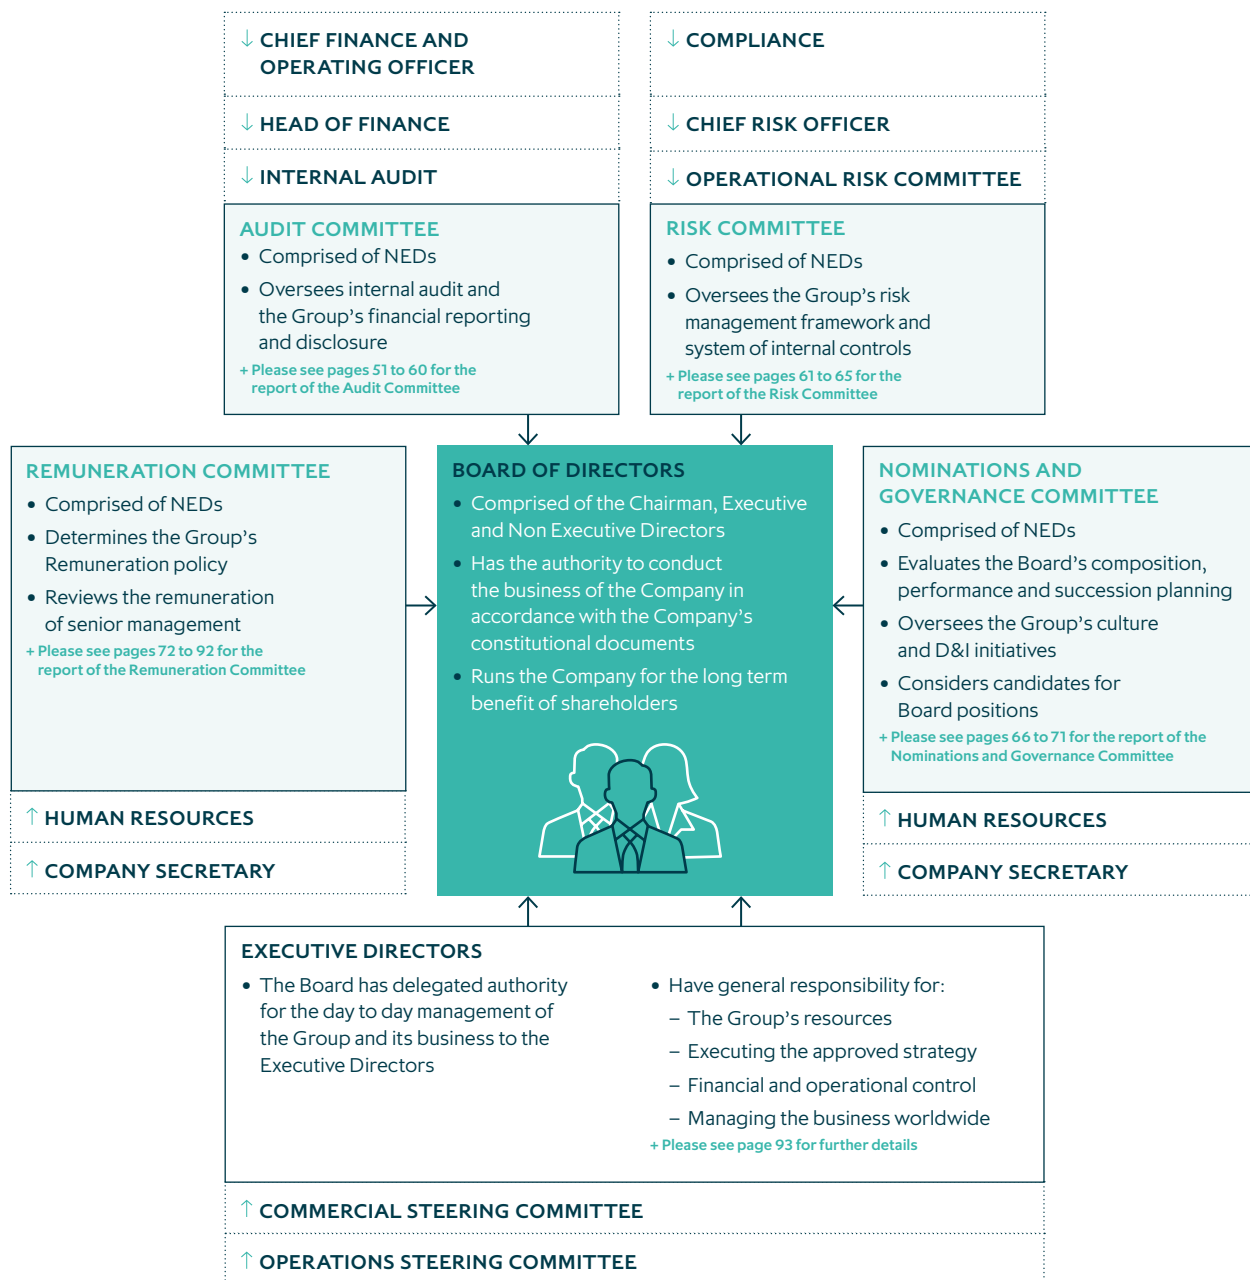 ↓ CHIEF FINANCE AND
OPERATING OFFICER
↓ HEAD OF FINANCE
↓ INTERNAL AUDIT
AUDIT COMMITTEE
• Comprised of NEDs
• Oversees internal audit and
the Group’s financial reporting
and disclosure
+ Please see pages 51 to 60 for the
report of the Audit Committee
↓ COMPLIANCE
↓ CHIEF RISK OFFICER
↓ OPERATIONAL RISK COMMITTEE
RISK COMMITTEE
• Comprised of NEDs
• Oversees the Group’s risk
management framework and
system of internal controls
+ Please see pages 61 to 65 for the
report of the Risk Committee
REMUNERATION COMMITTEE
• Comprised of NEDs
• Determines the Group’s
Remuneration policy
• Reviews the remuneration
of senior management
+ Please see pages 72 to 92 for the
report of the Remuneration Committee
↑ HUMAN RESOURCES
↑ COMPANY SECRETARY
BOARD OF DIRECTORS
• Comprised of the Chairman, Executive
and Non Executive Directors
• Has the authority to conduct
the business of the Company in
accordance with the Company’s
constitutional documents
• Runs the Company for the long term
benefit of shareholders
NOMINATIONS AND
GOVERNANCE COMMITTEE
• Comprised of NEDs
• Evaluates the Board’s composition,
performance and succession planning
• Oversees the Group’s culture
and D&I initiatives
• Considers candidates for
Board positions
+ Please see pages 66 to 71 for the report of the
Nominations and Governance Committee
↑ HUMAN RESOURCES
↑ COMPANY SECRETARY
EXECUTIVE DIRECTORS
• The Board has delegated authority
for the day to day management of
the Group and its business to the
Executive Directors
• Have general responsibility for:
– The Group’s resources
– Executing the approved strategy
– Financial and operational control
– Managing the business worldwide
+ Please see page 93 for further details
↑ COMMERCIAL STEERING COMMITTEE
↑ OPERATIONS STEERING COMMITTEE